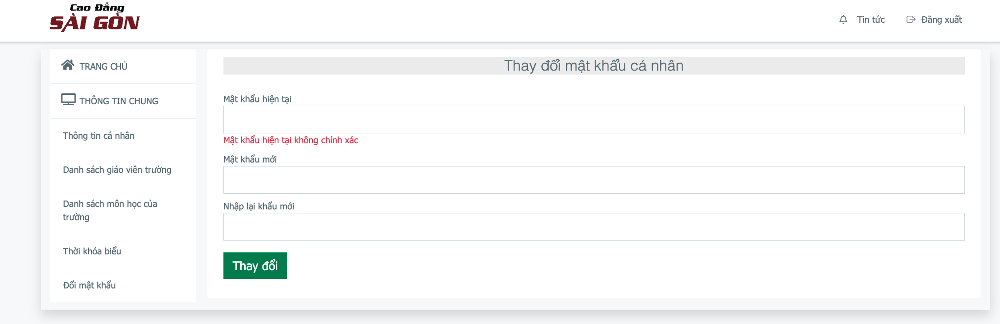 Cao Đẳng
SÀI GÒN
Tin tức
Đăng xuất
TRANG CHỦ
THÔNG TIN CHUNG
Thông tin cá nhân
Danh sách giáo viên trường
Danh sách môn học của
trường
Thời khóa biểu
Đổi mật khẩu
Thay đổi mật khẩu cá nhân
Mật khẩu hiện tại
Mật khẩu hiện tại không chính xác
Mật khẩu mới
Nhập lại khẩu mới
Thay đổi